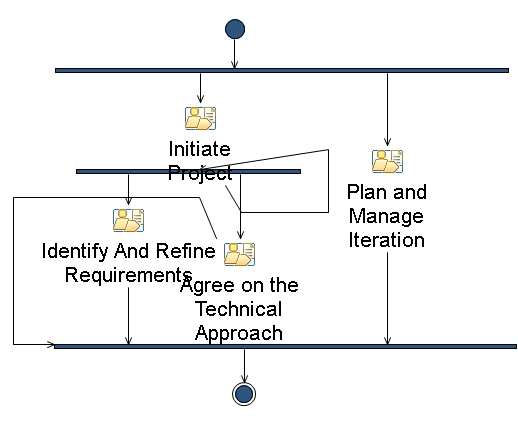 Initiate
Project
Plan and
Manage
Iteration
Identify And Refine
Requirements
Agree on the
Technical
Approach